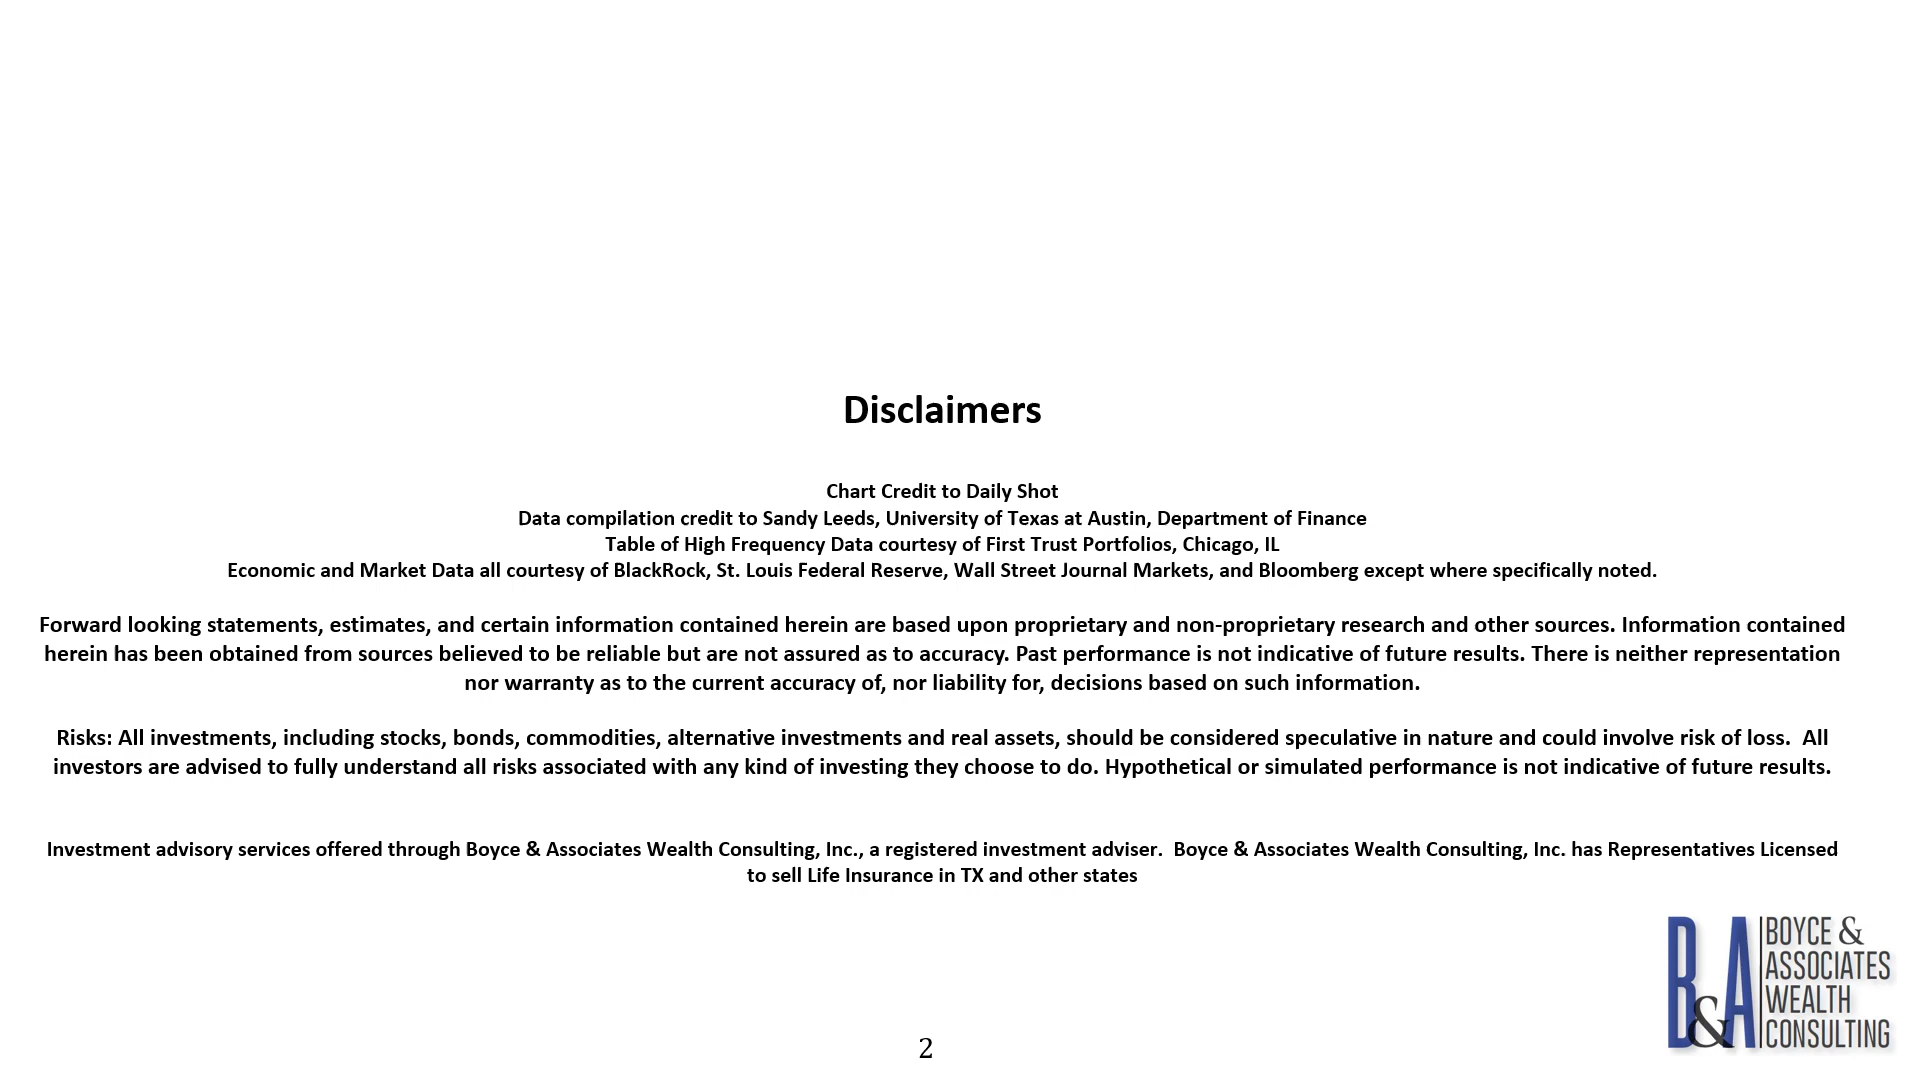 Disclaimers
Chart Credit to Daily Shot
Data compilation credit to Sandy Leeds, University of Texas at Austin, Department of Finance
Table of High Frequency Data courtesy of First Trust Portfolios, Chicago, IL
Economic and Market Data all courtesy of BlackRock, St. Louis Federal Reserve, Wall Street Journal Markets, and Bloomberg except where specifically noted.
Forward looking statements, estimates, and certain information contained herein are based upon proprietary and non-proprietary research and other sources. Information contained
herein has been obtained from sources believed to be reliable but are not assured as to accuracy. Past performance is not indicative of future results. There is neither representation
nor warranty as to the current accuracy of, nor liability for, decisions based on such information.
Risks: All investments, including stocks, bonds, commodities, alternative investments and real assets, should be considered speculative in nature and could involve risk of loss.  All
investors are advised to fully understand all risks associated with any kind of investing they choose to do. Hypothetical or simulated performance is not indicative of future results.
Investment advisory services offered through Boyce & Associates Wealth Consulting, Inc., a registered investment adviser.  Boyce & Associates Wealth Consulting, Inc. has Representatives Licensed
to sell Life Insurance in TX and other states
B&A
BOYCE &
ASSOCIATES
WEALTH
CONSULTING
2